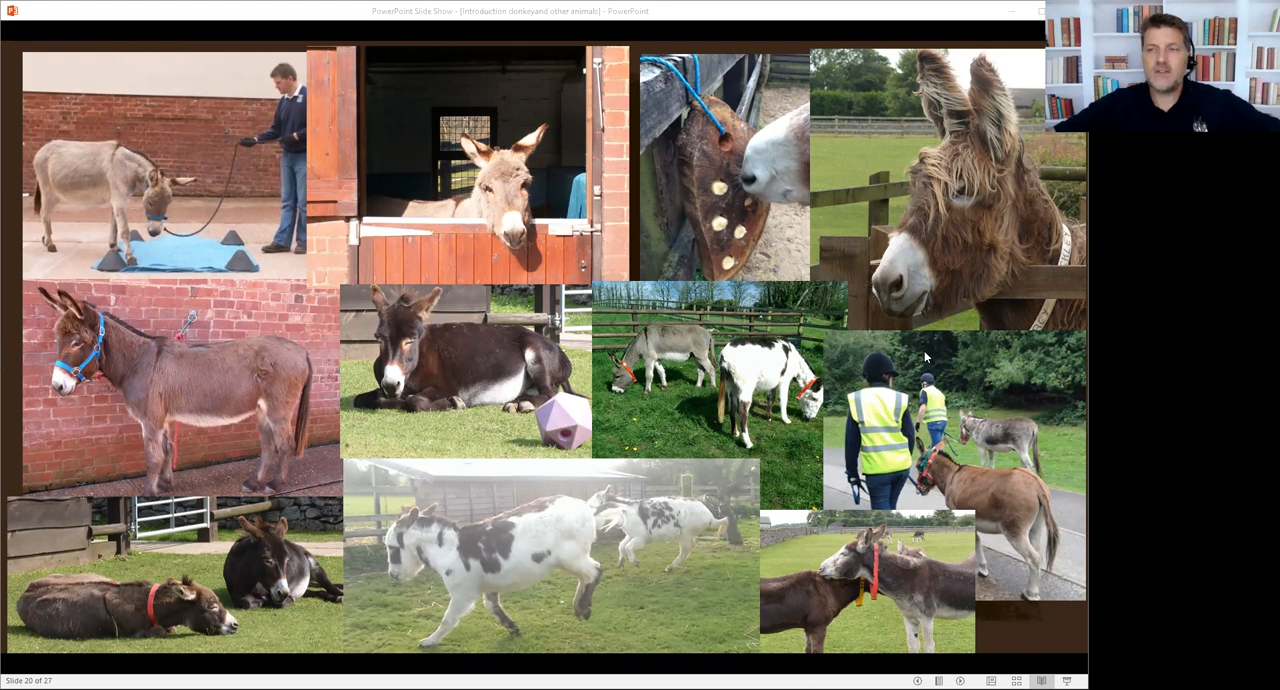 PowerPoint Slide Show - [Introduction donkeyand other animals] - PowerPoint
Slide 20 of 27